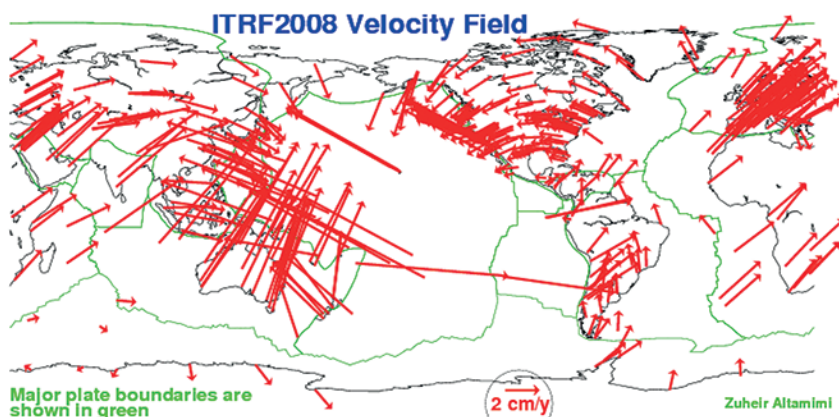 ITRF2008 Velocity Field
Major plate boundaries are
shown in green
2 cm/y
Zuheir Altamimi